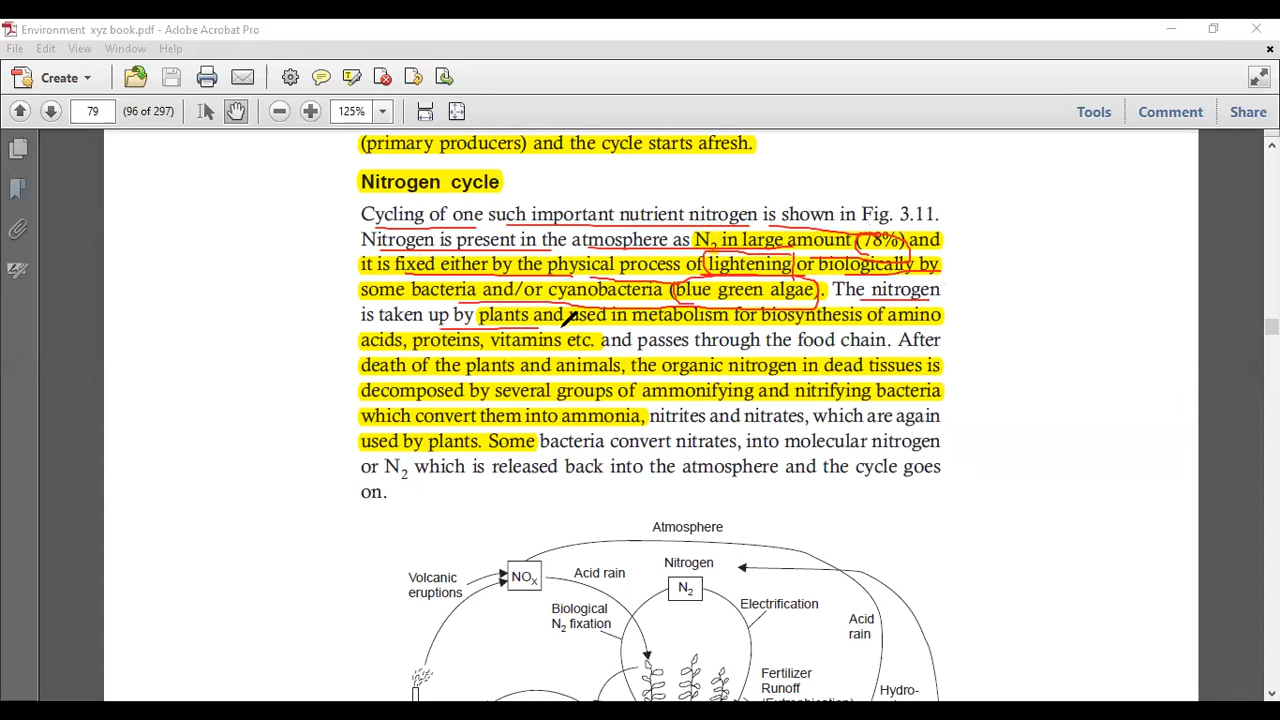 Environment xyz book.pdf - Adobe Acrobat Pro
File Edit View Window Help
Create
79 (96 of 297) 125% Tools Comment Share
(primary producers) and the cycle starts afresh.
Nitrogen cycle
Cycling of one such important nutrient nitrogen is shown in Fig. 3.11.
Nitrogen is present in the atmosphere as N2 in large amount (78%) and
it is fixed either by the physical process of lightening or biologically by
some bacteria and/or cyanobacteria (blue green algae). The nitrogen
is taken up by plants and used in metabolism for biosynthesis of amino
acids, proteins, vitamins etc. and passes through the food chain. After
death of the plants and animals, the organic nitrogen in dead tissues is
decomposed by several groups of ammonifying and nitrifying bacteria
which convert them into ammonia, nitrites and nitrates, which are again
used by plants. Some bacteria convert nitrates, into molecular nitrogen
or N2 which is released back into the atmosphere and the cycle goes
on.
Atmosphere
Volcanic
eruptions
NOX
Acid rain
Nitrogen
N2
Biological
N2 fixation
Electrification
Acid
rain
Fertilizer
Runoff
(Eutrophication)
Hydro-